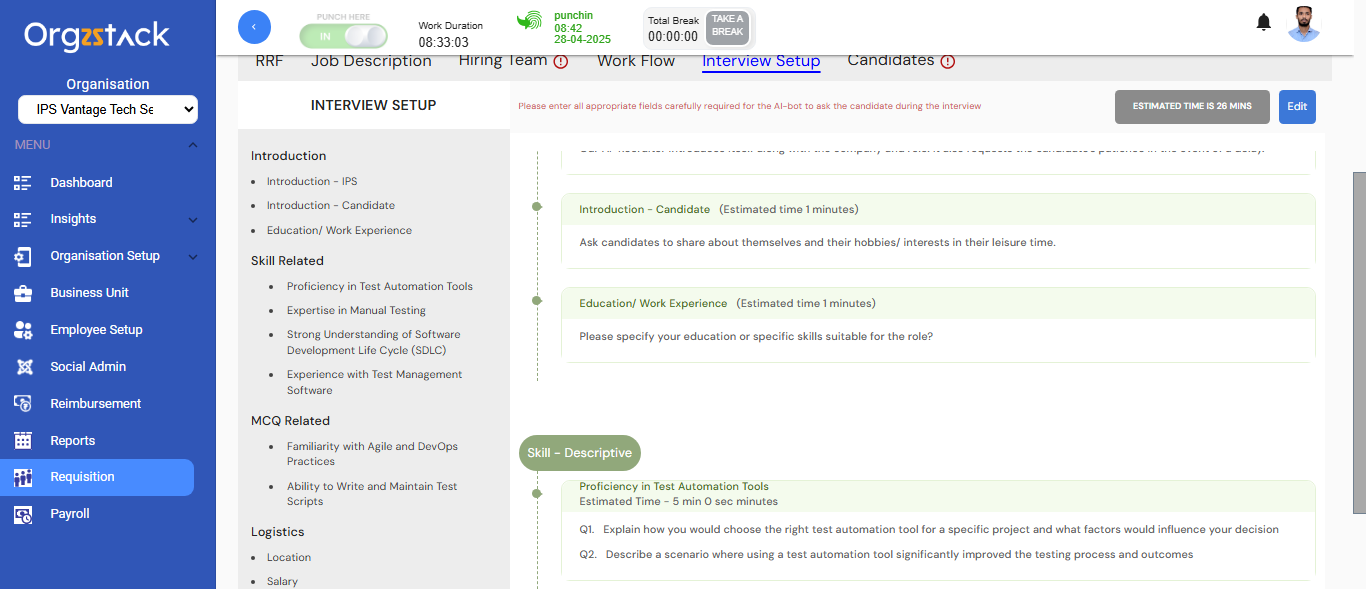 Orgzstack
Organisation
IPS Vantage Tech Se
MENU
Dashboard
Insights
Organisation Setup
Business Unit
Employee Setup
Social Admin
Reimbursement
Reports
Requisition
Payroll
PUNCH HERE
IN
Work Duration
08:33:03
punchin
08:42
28-04-2025
Total Break
00:00:00
TAKE A
BREAK
RRF
Job Description
Hiring Team
Work Flow
Interview Setup
Candidates
INTERVIEW SETUP
Please enter all appropriate fields carefully required for the AI-bot to ask the candidate during the interview
ESTIMATED TIME IS 26 MINS
Edit
Introduction
• Introduction - IPS
• Introduction - Candidate
• Education/ Work Experience
Skill Related
• Proficiency in Test Automation Tools
• Expertise in Manual Testing
• Strong Understanding of Software
Development Life Cycle (SDLC)
• Experience with Test Management
Software
MCQ Related
• Familiarity with Agile and DevOps
Practices
• Ability to Write and Maintain Test
Scripts
Logistics
• Location
• Salary
Introduction - Candidate (Estimated time 1 minutes)
Ask candidates to share about themselves and their hobbies/ interests in their leisure time.
Education/ Work Experience (Estimated time 1 minutes)
Please specify your education or specific skills suitable for the role?
Skill - Descriptive
Proficiency in Test Automation Tools
Estimated Time - 5 min 0 sec minutes
Q1. Explain how you would choose the right test automation tool for a specific project and what factors would influence your decision
Q2. Describe a scenario where using a test automation tool significantly improved the testing process and outcomes